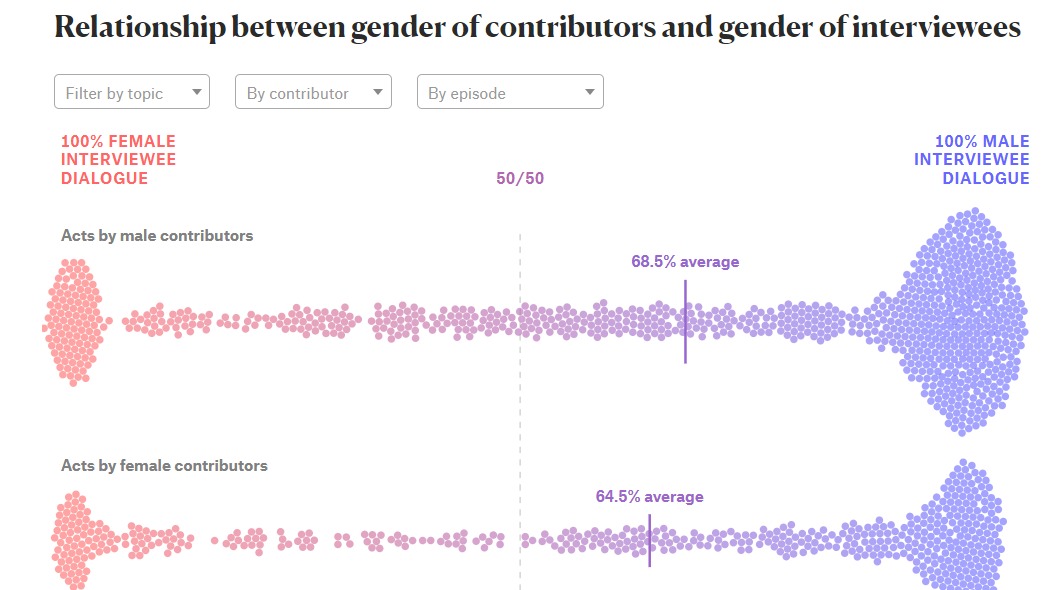 Relationship between gender of contributors and gender of interviewees
Filter by topic
By contributor
By episode
100% FEMALE
INTERVIEWEE
DIALOGUE
50/50
100% MALE
INTERVIEWEE
DIALOGUE
Acts by male contributors
68.5% average
Acts by female contributors
64.5% average